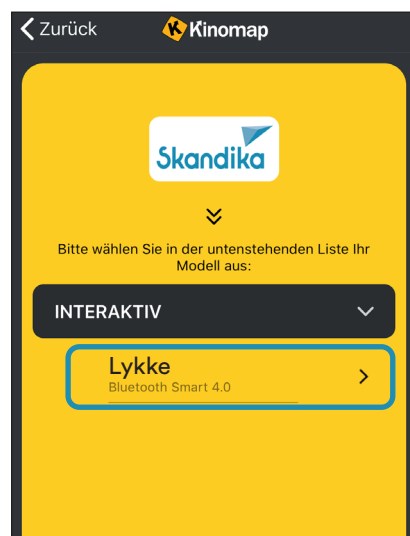 Zurück Kinomap
Skandika
Bitte wählen Sie in der untenstehenden Liste Ihr
Modell aus:
INTERAKTIV
Lykke
Bluetooth Smart 4.0